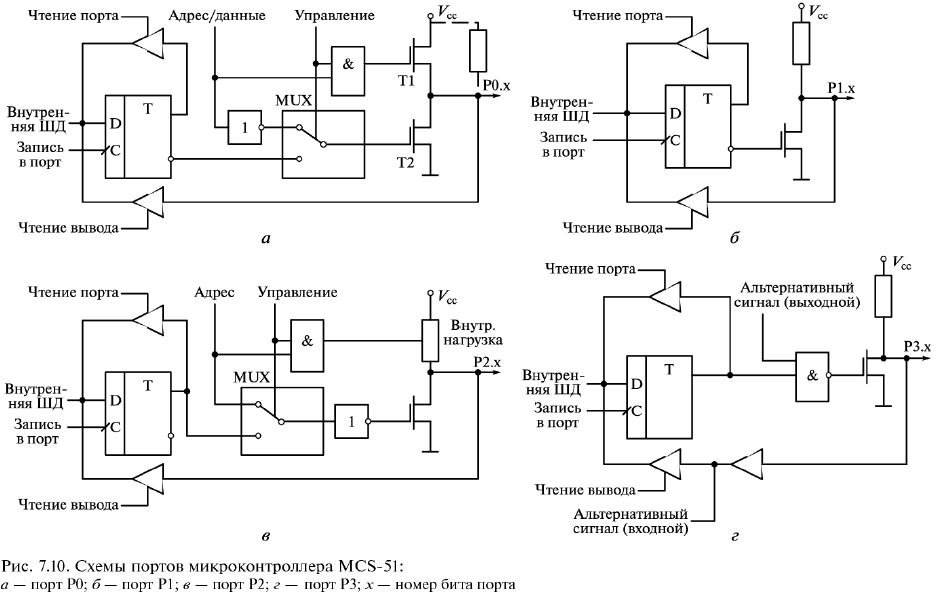 Чтение порта
Адрес/данные
Управление
Vcc
&
T1
P0.x
Внутрен-
няя ШД
D
T
C
Запись
в порт
1
MUX
T2
Чтение вывода
а
Чтение порта
Vcc
P1.x
Внутрен-
няя ШД
D
T
C
Запись
в порт
Чтение вывода
б
Чтение порта
Адрес
Управление
Vcc
&
Внутр.
нагрузка
P2.x
Внутрен-
няя ШД
D
T
C
Запись
в порт
MUX
1
Чтение вывода
в
Чтение порта
Альтернативный
сигнал (выходной)
Vcc
P3.x
Внутрен-
няя ШД
D
T
C
Запись
в порт
&
Чтение вывода
Альтернативный
сигнал (входной)
г
Рис. 7.10. Схемы портов микроконтроллера MCS-51:
а — порт P0; б — порт P1; в — порт P2; г — порт P3; x — номер бита порта